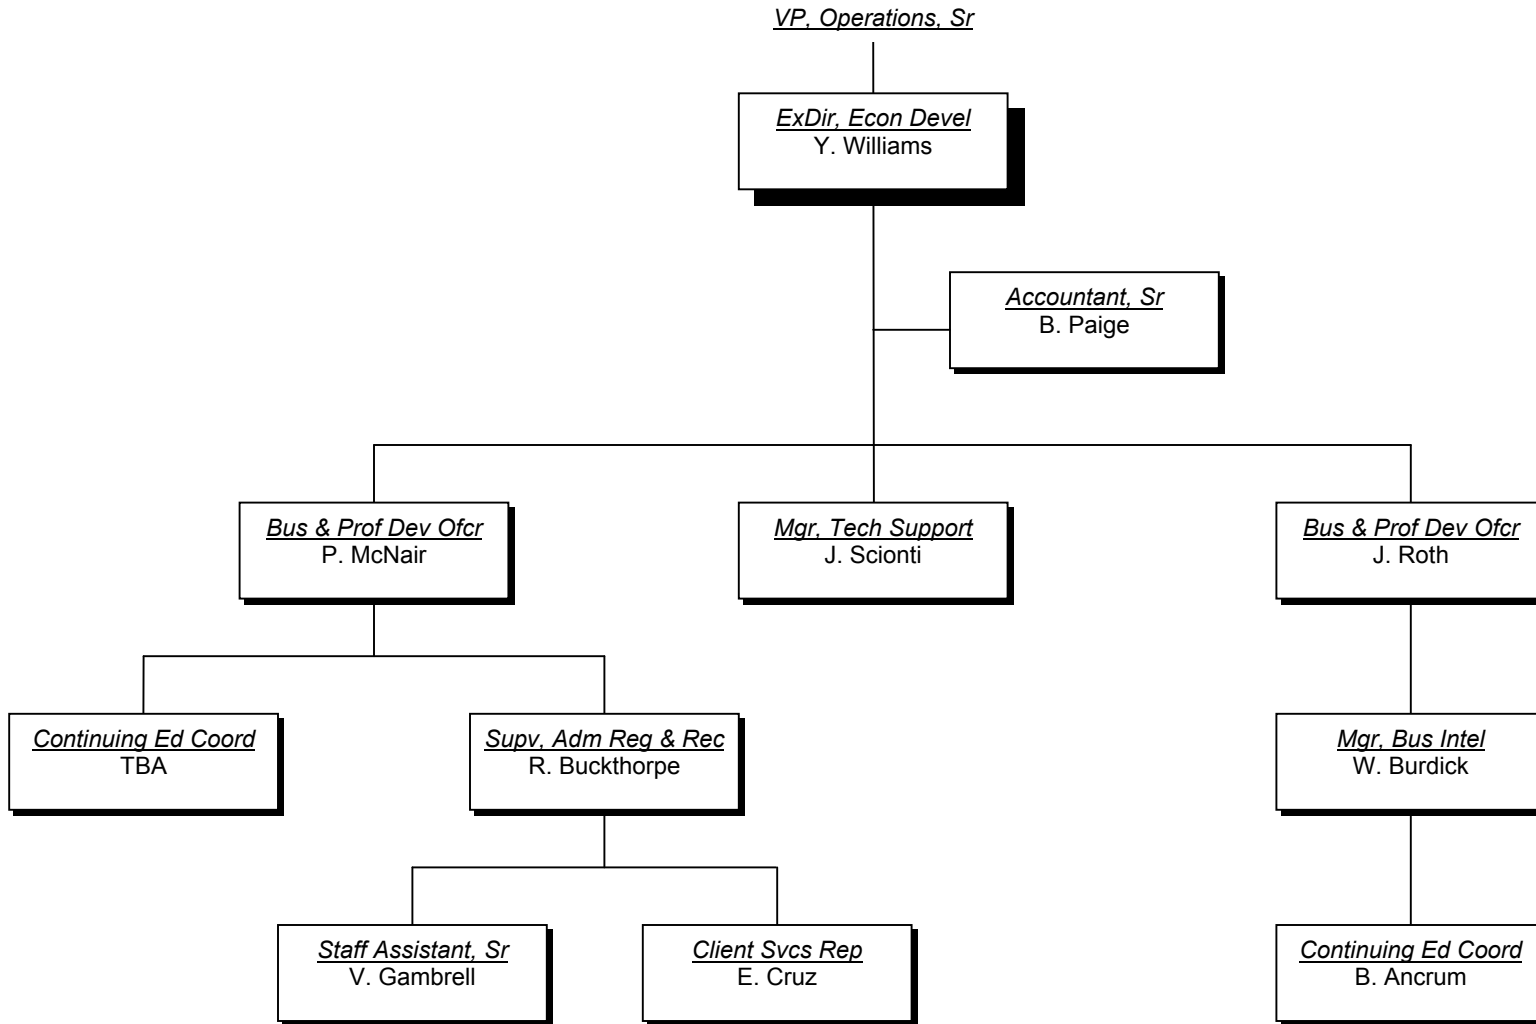 VP, Operations, Sr
ExDir, Econ Devel
Y. Williams
Accountant, Sr
B. Paige
Bus & Prof Dev Ofcr
P. McNair
Mgr, Tech Support
J. Scionti
Bus & Prof Dev Ofcr
J. Roth
Continuing Ed Coord
TBA
Supv, Adm Reg & Rec
R. Buckthorpe
Mgr, Bus Intel
W. Burdick
Staff Assistant, Sr
V. Gambrell
Client Svcs Rep
E. Cruz
Continuing Ed Coord
B. Ancrum